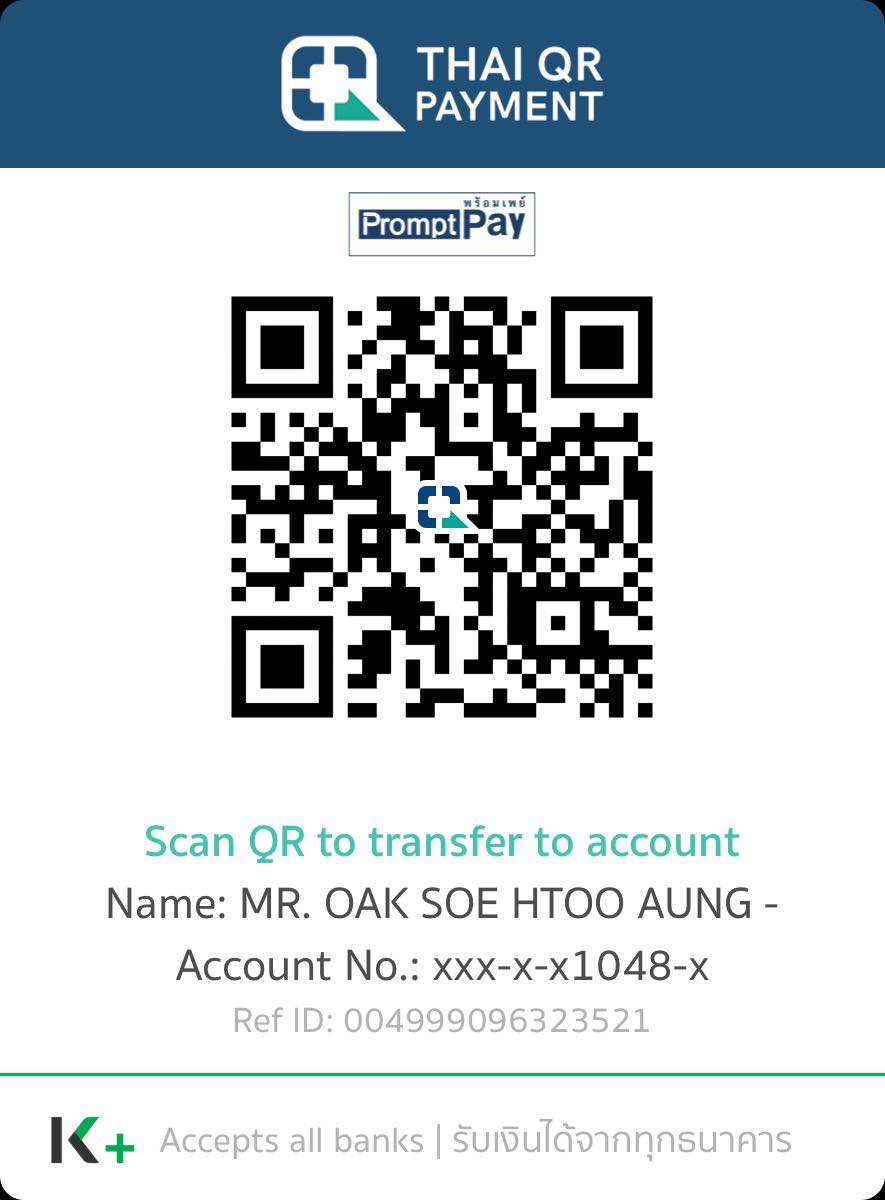 THAI QR
PAYMENT
พร้อมเพย์
PromptPay
Scan QR to transfer to account
Name: MR. OAK SOE HTOO AUNG -
Account No.: xxx-x-x1048-x
Ref ID: 004999096323521
K+ Accepts all banks | รับเงินได้จากทุกธนาคาร